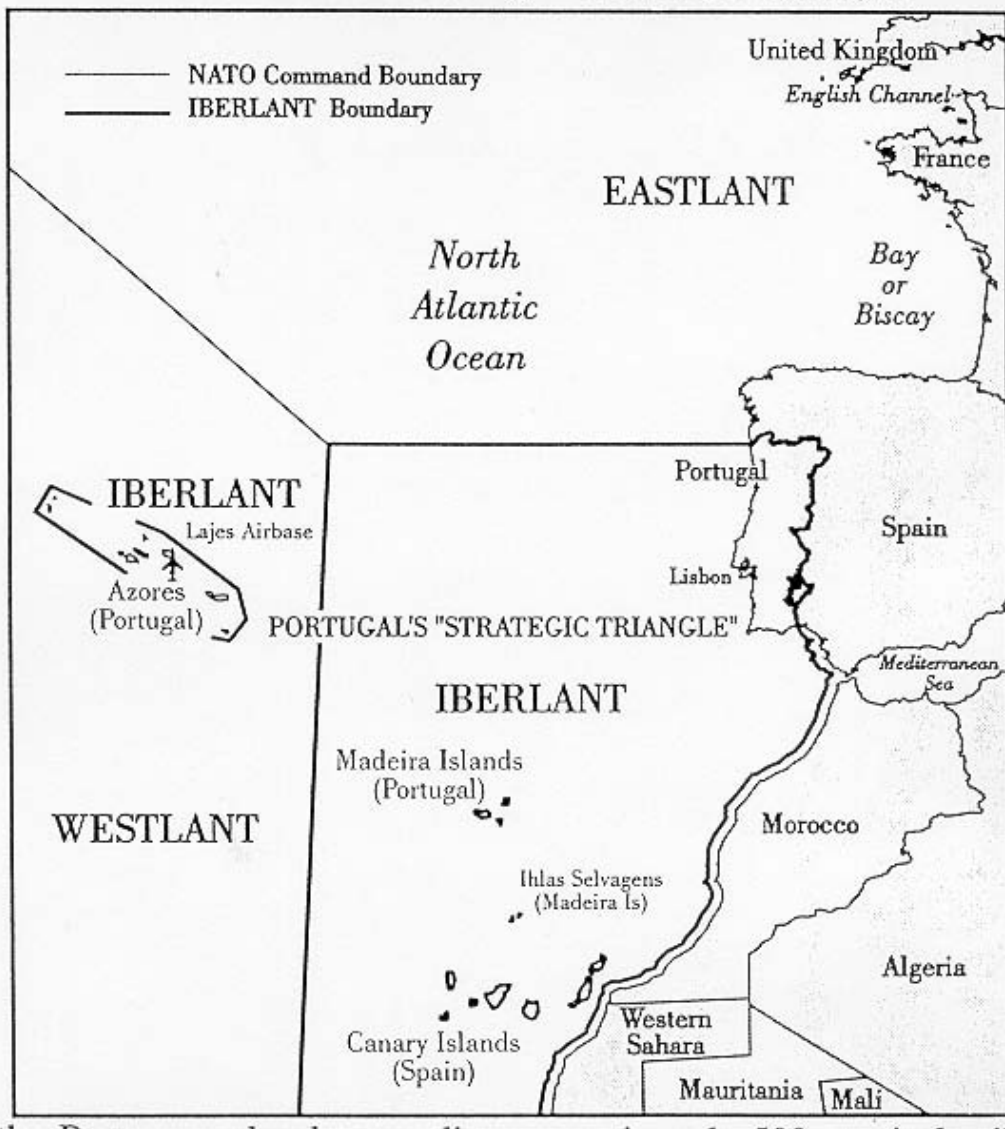 NATO Command Boundary
IBERLANT Boundary
United Kingdom
English Channel
France
EASTLANT
North
Atlantic
Ocean
Bay
or
Biscay
Portugal
IBERLANT
Lajes Airbase
Spain
Lisbon
Azores
(Portugal)
PORTUGAL'S "STRATEGIC TRIANGLE"
Mediterranean
Sea
IBERLANT
Madeira Islands
(Portugal)
WESTLANT
Morocco
Ihlas Selvagens
(Madeira Is)
Algeria
Western
Sahara
Canary Islands
(Spain)
Mauritania
Mali